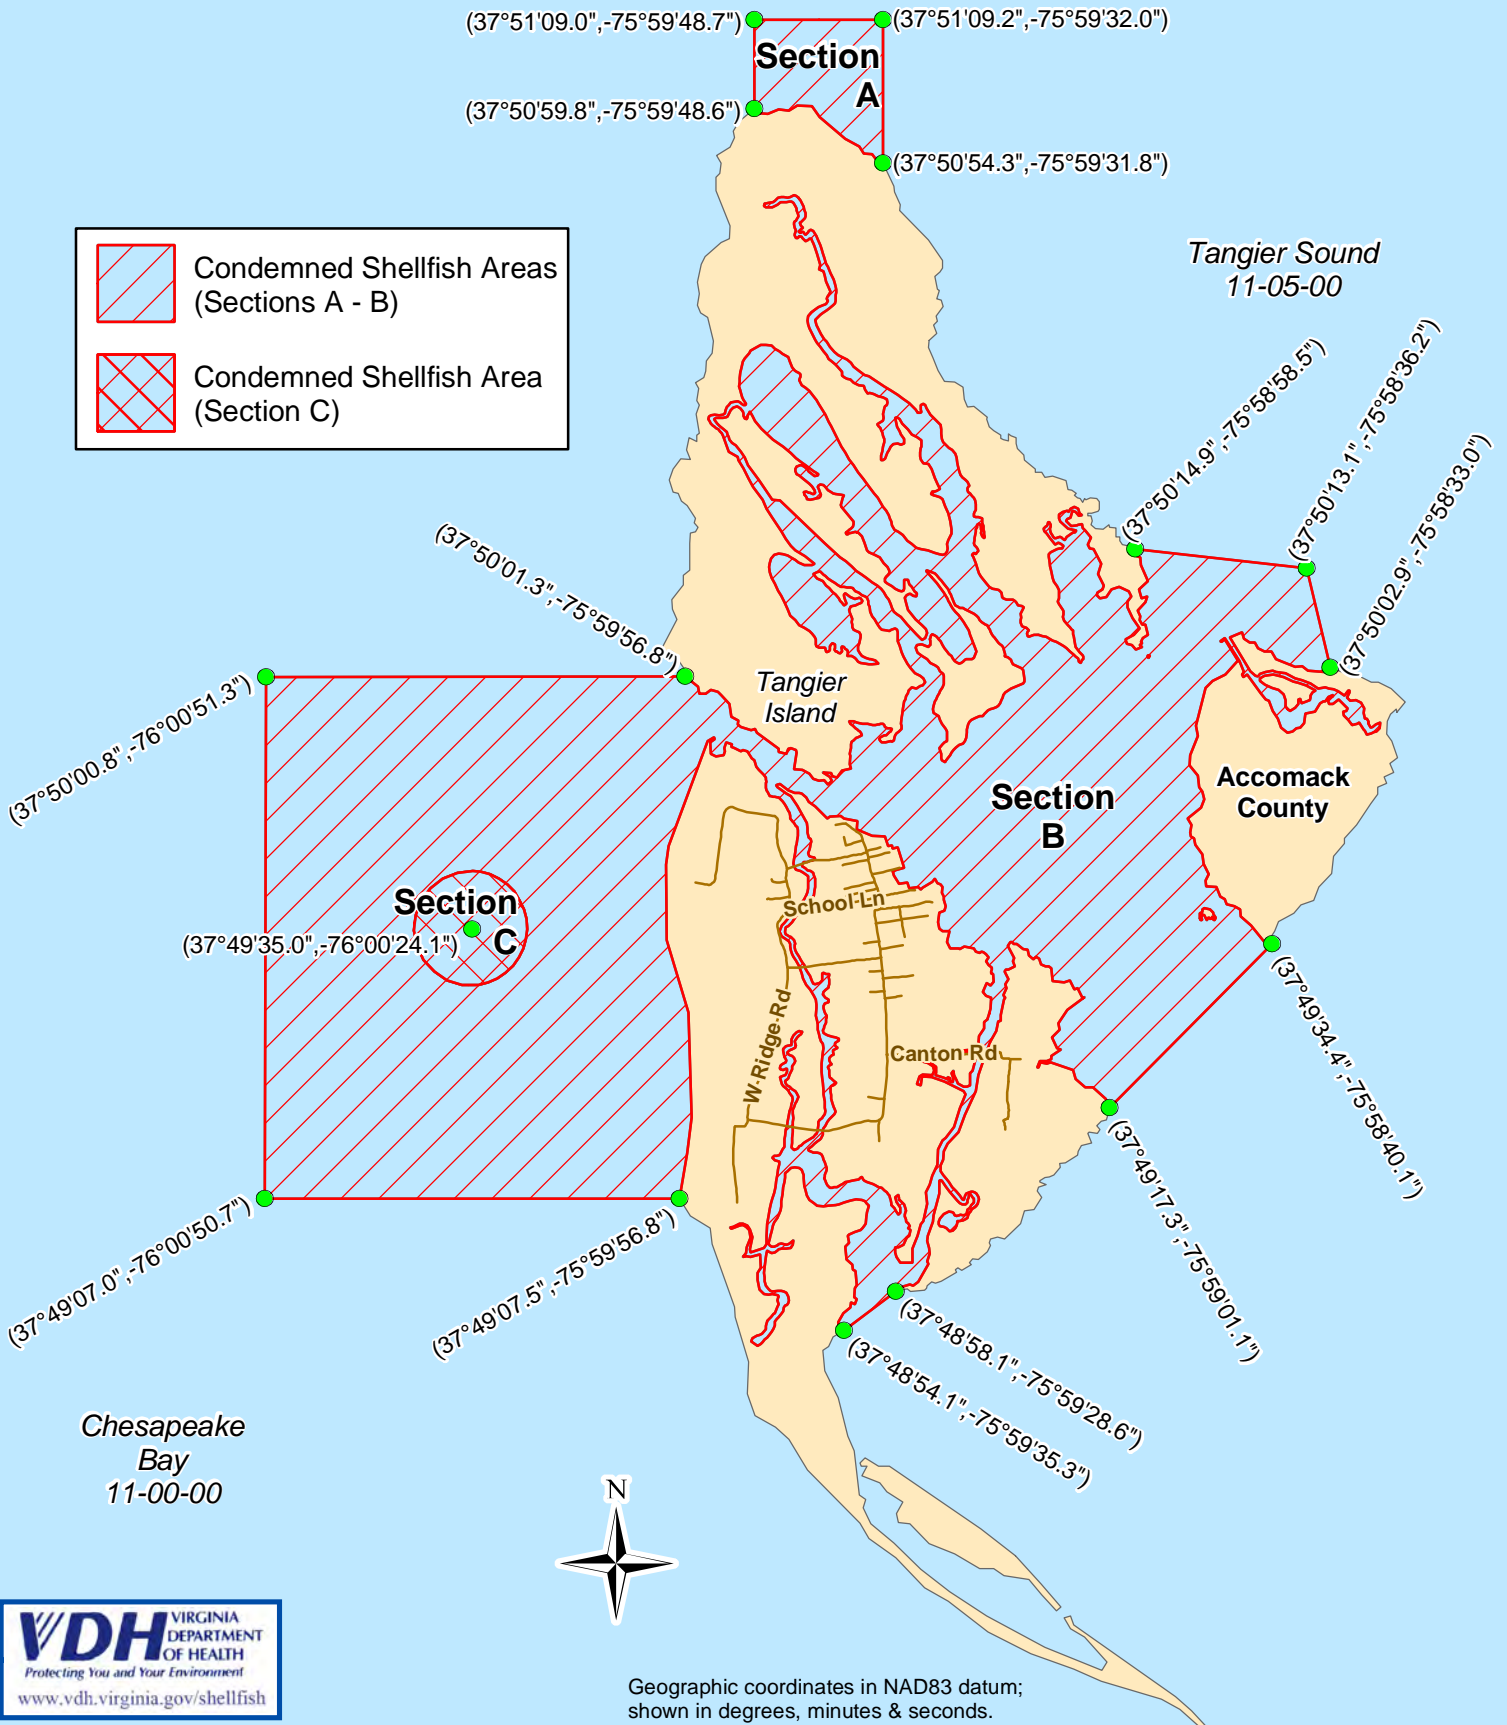 (37°51'09.0",-75°59'48.7")
(37°51'09.2",-75°59'32.0")
Section
A
(37°50'59.8",-75°59'48.6")
(37°50'54.3",-75°59'31.8")
Condemned Shellfish Areas
(Sections A - B)
Condemned Shellfish Area
(Section C)
Tangier Sound
11-05-00
(37°50'14.9",-75°58'58.5")
(37°50'13.1",-75°58'36.2")
(37°50'02.9",-75°58'33.0")
(37°50'01.3",-75°59'56.8")
(37°50'00.8",-76°00'51.3")
Tangier
Island
Section
B
Accomack
County
Section
C
(37°49'35.0",-76°00'24.1")
School Ln
W Ridge Rd
Canton Rd
(37°49'34.4",-75°58'40.1")
(37°49'17.3",-75°59'01.1")
(37°49'07.0",-76°00'50.7")
(37°49'07.5",-75°59'56.8")
(37°48'58.1",-75°59'28.6")
(37°48'54.1",-75°59'35.3")
Chesapeake
Bay
11-00-00
N
VDH VIRGINIA
DEPARTMENT
OF HEALTH
Protecting You and Your Environment
www.vdh.virginia.gov/shellfish
Geographic coordinates in NAD83 datum;
shown in degrees, minutes & seconds.